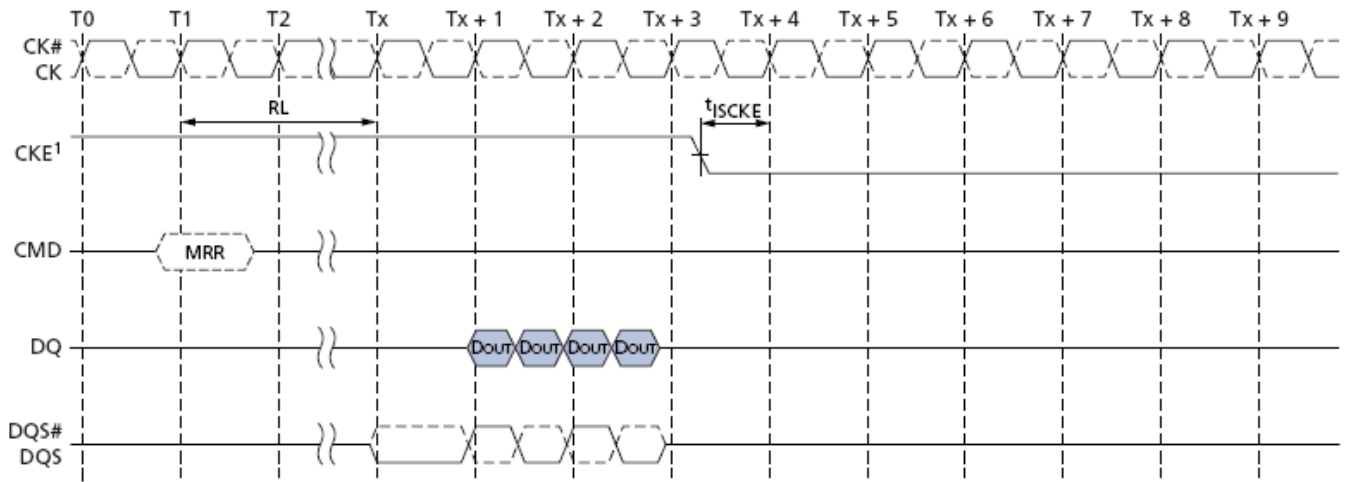 T0 T1 T2 Tx Tx + 1 Tx + 2 Tx + 3 Tx + 4 Tx + 5 Tx + 6 Tx + 7 Tx + 8 Tx + 9
CK#
CK
RL
tISCKE
CKE1
CMD
MRR
DQ
DOUT DOUT DOUT DOUT
DQS#
DQS